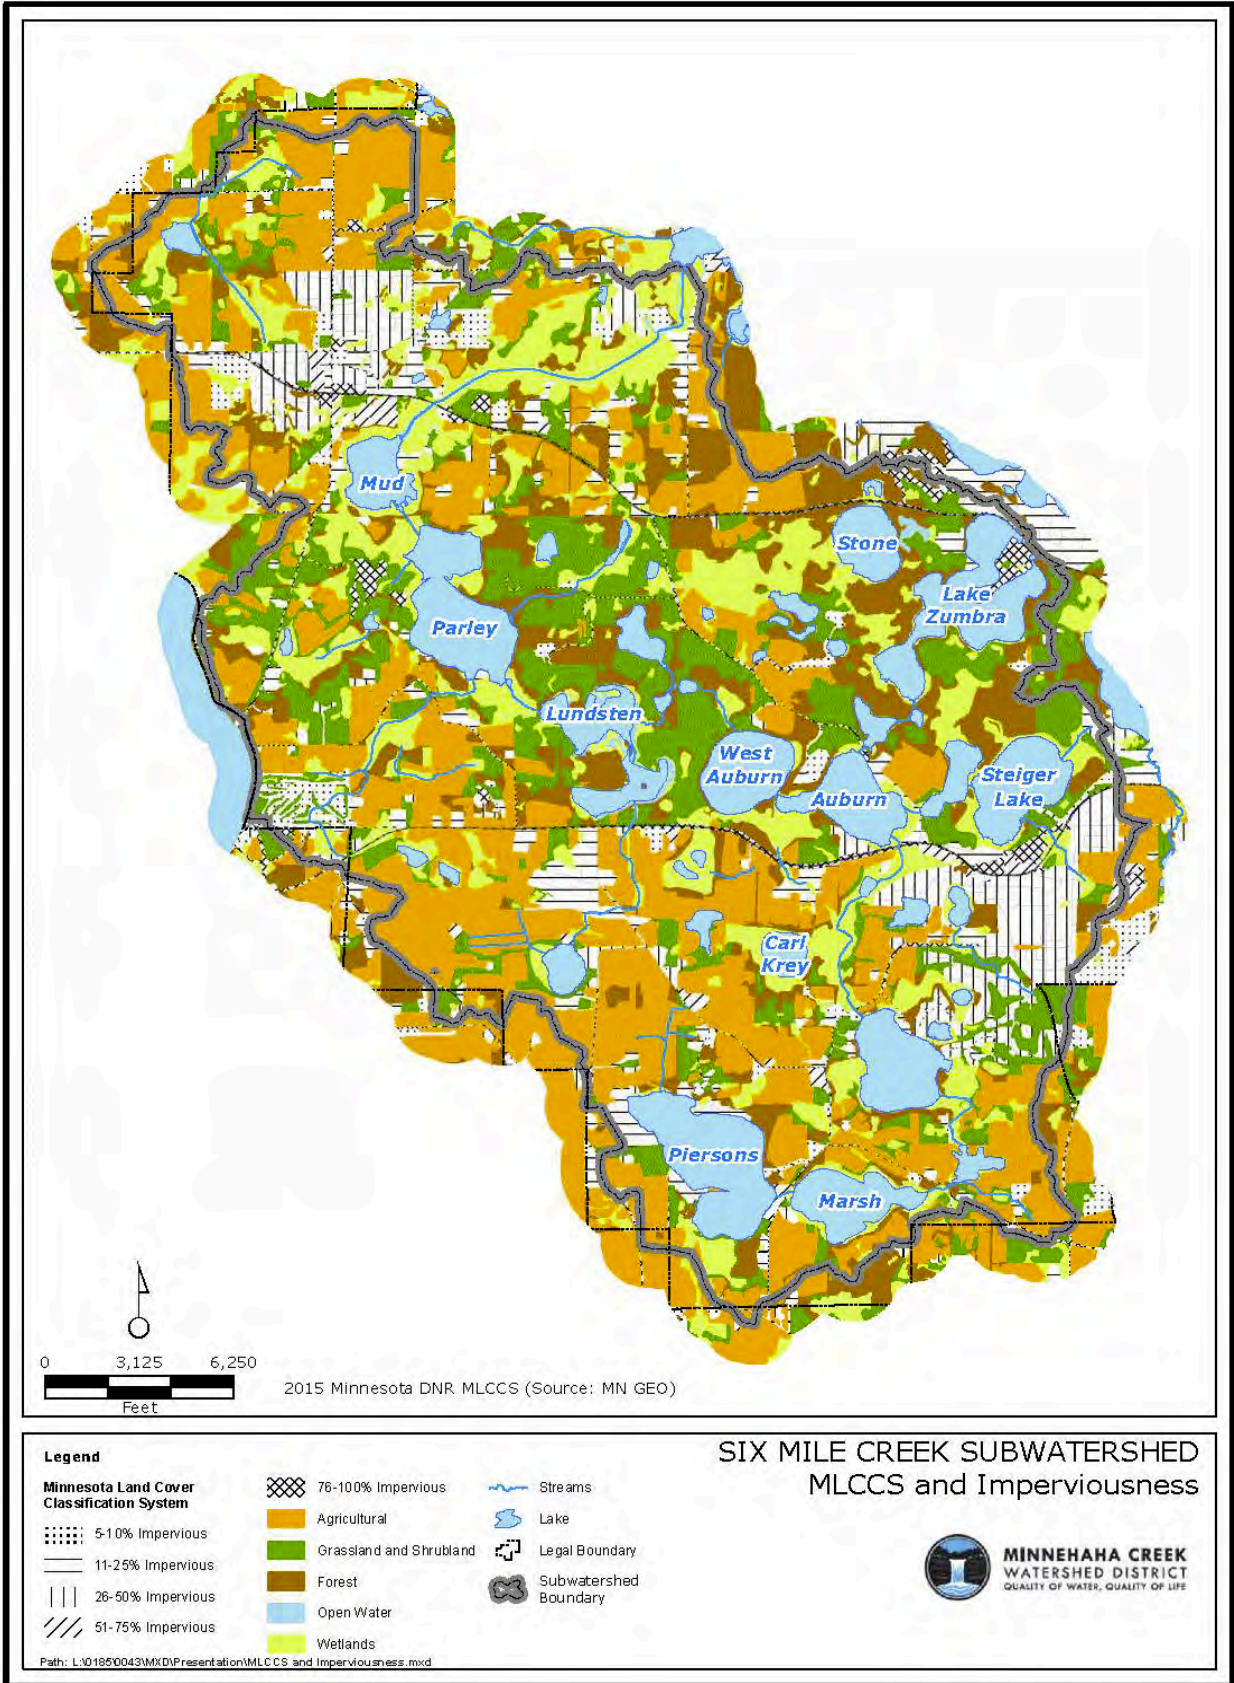 Mud
Stone
Lake
Zumbra
Parley
Lundsten
West
Auburn
Auburn
Steiger
Lake
Carl
Krey
Piersons
Marsh
0 3,125 6,250
Feet
2015 Minnesota DNR MLCCS (Source: MN GEO)
SIX MILE CREEK SUBWATERSHED
MLCCS and Imperviousness
Legend
Minnesota Land Cover
Classification System
5-10% Impervious
11-25% Impervious
26-50% Impervious
51-75% Impervious
76-100% Impervious
Agricultural
Grassland and Shrubland
Forest
Open Water
Wetlands
Streams
Lake
Legal Boundary
Subwatershed
Boundary
MINNEHAHA CREEK
WATERSHED DISTRICT
QUALITY OF WATER, QUALITY OF LIFE
Path: L:\0185\0043\MXD\Presentation\MLCCS and Imperviousness.mxd